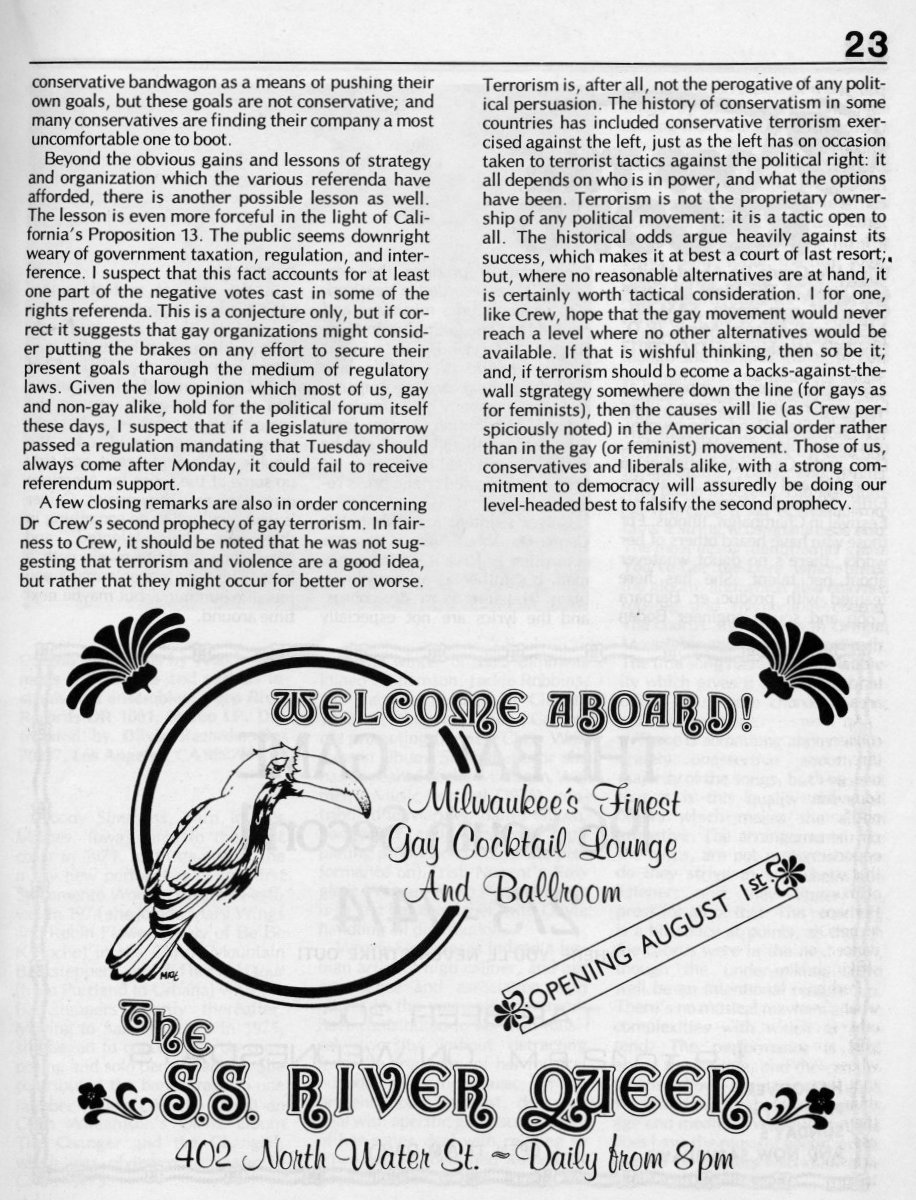 23
conservative bandwagon as a means of pushing their
own goals, but these goals are not conservative; and
many conservatives are finding their company a most
uncomfortable one to boot.
Beyond the obvious gains and lessons of strategy
and organization which the various referenda have
afforded, there is another possible lesson as well.
The lesson is even more forceful in the light of Cali-
fornia's Proposition 13. The public seems downright
weary of government taxation, regulation, and inter-
ference. I suspect that this fact accounts for at least
one part of the negative votes cast in some of the
rights referenda. This is a conjecture only, but if cor-
rect it suggests that gay organizations might consid-
er putting the brakes on any effort to secure their
present goals tharough the medium of regulatory
laws. Given the low opinion which most of us, gay
and non-gay alike, hold for the political forum itself
these days, I suspect that if a legislature tomorrow
passed a regulation mandating that Tuesday should
always come after Monday, it could fail to receive
referendum support.
A few closing remarks are also in order concerning
Dr Crew's second prophecy of gay terrorism. In fair-
ness to Crew, it should be noted that he was not sug-
gesting that terrorism and violence are a good idea,
but rather that they might occur for better or worse.
Terrorism is, after all, not the perogative of any polit-
ical persuasion. The history of conservatism in some
countries has included conservative terrorism exer-
cised against the left, just as the left has on occasion
taken to terrorist tactics against the political right: it
all depends on who is in power, and what the options
have been. Terrorism is not the proprietary owner-
ship of any political movement: it is a tactic open to
all. The historical odds argue heavily against its
success, which makes it at best a court of last resort;
but, where no reasonable alternatives are at hand, it
is certainly worth tactical consideration. I for one,
like Crew, hope that the gay movement would never
reach a level where no other alternatives would be
available. If that is wishful thinking, then so be it;
and, if terrorism should b ecome a backs-against-the-
wall stgrategy somewhere down the line (for gays as
for feminists), then the causes will lie (as Crew per-
spiciously noted) in the American social order rather
than in the gay (or feminist) movement. Those of us,
conservatives and liberals alike, with a strong com-
mitment to democracy will assuredly be doing our
level-headed best to falsify the second prophecy.
WELCOME ABOARD!
Milwaukee's Finest
Gay Cocktail Lounge
And Ballroom
OPENING AUGUST 1st
The
S.S. RIVER QUEEN
402 North Water St. ~ Daily from 8pm